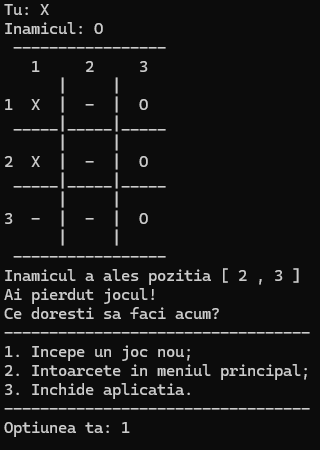 Tu: X
Inamicul: O
-----------------
1 2 3
1 X | - | O
-----|-----|-----
2 X | - | O
-----|-----|-----
3 - | - | O
-----------------
Inamicul a ales pozitia [ 2 , 3 ]
Ai pierdut jocul!
Ce doresti sa faci acum?
----------------------------------
1. Incepe un joc nou;
2. Intoarcete in meniul principal;
3. Inchide aplicatia.
----------------------------------
Optiunea ta: 1